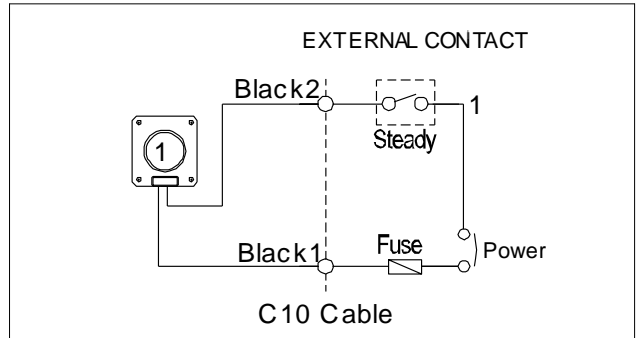 EXTERNAL CONTACT
Black2
1
Steady
1
Black1
Fuse
Power
C10 Cable